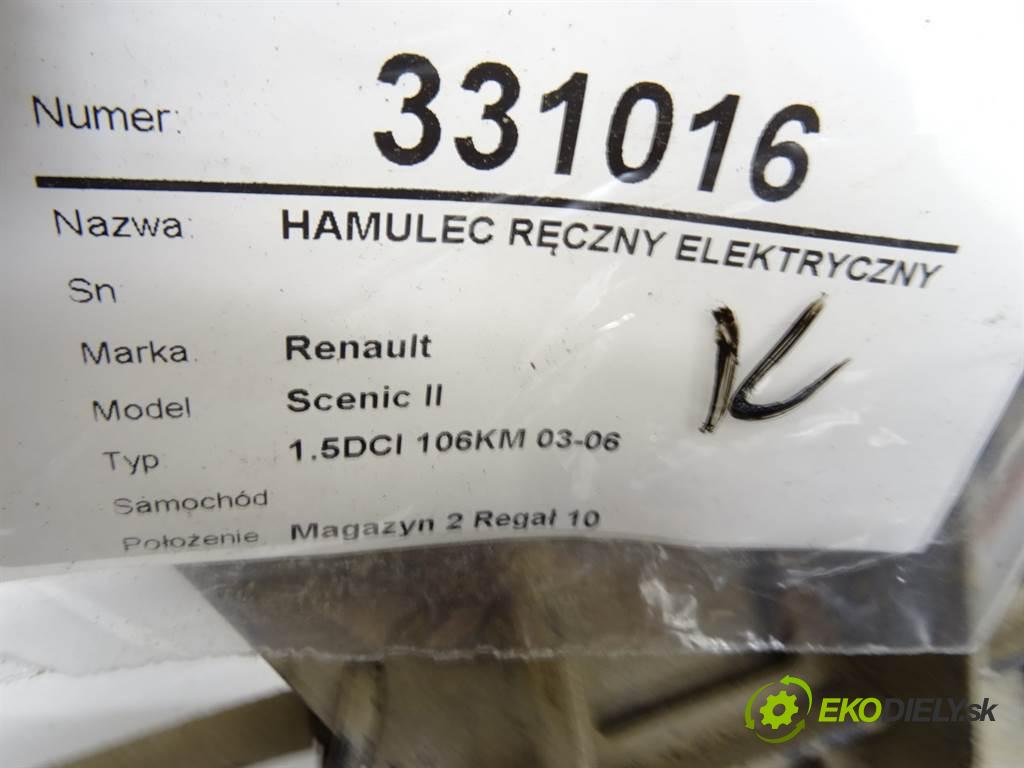 Numer: 331016
Nazwa: HAMULEC RĘCZNY ELEKTRYCZNY
Sn
Marka Renault
Model Scenic II
Typ 1.5DCI 106KM 03-06
Samochód
Położenie Magazyn 2 Regał 10
EKODIELY.sk